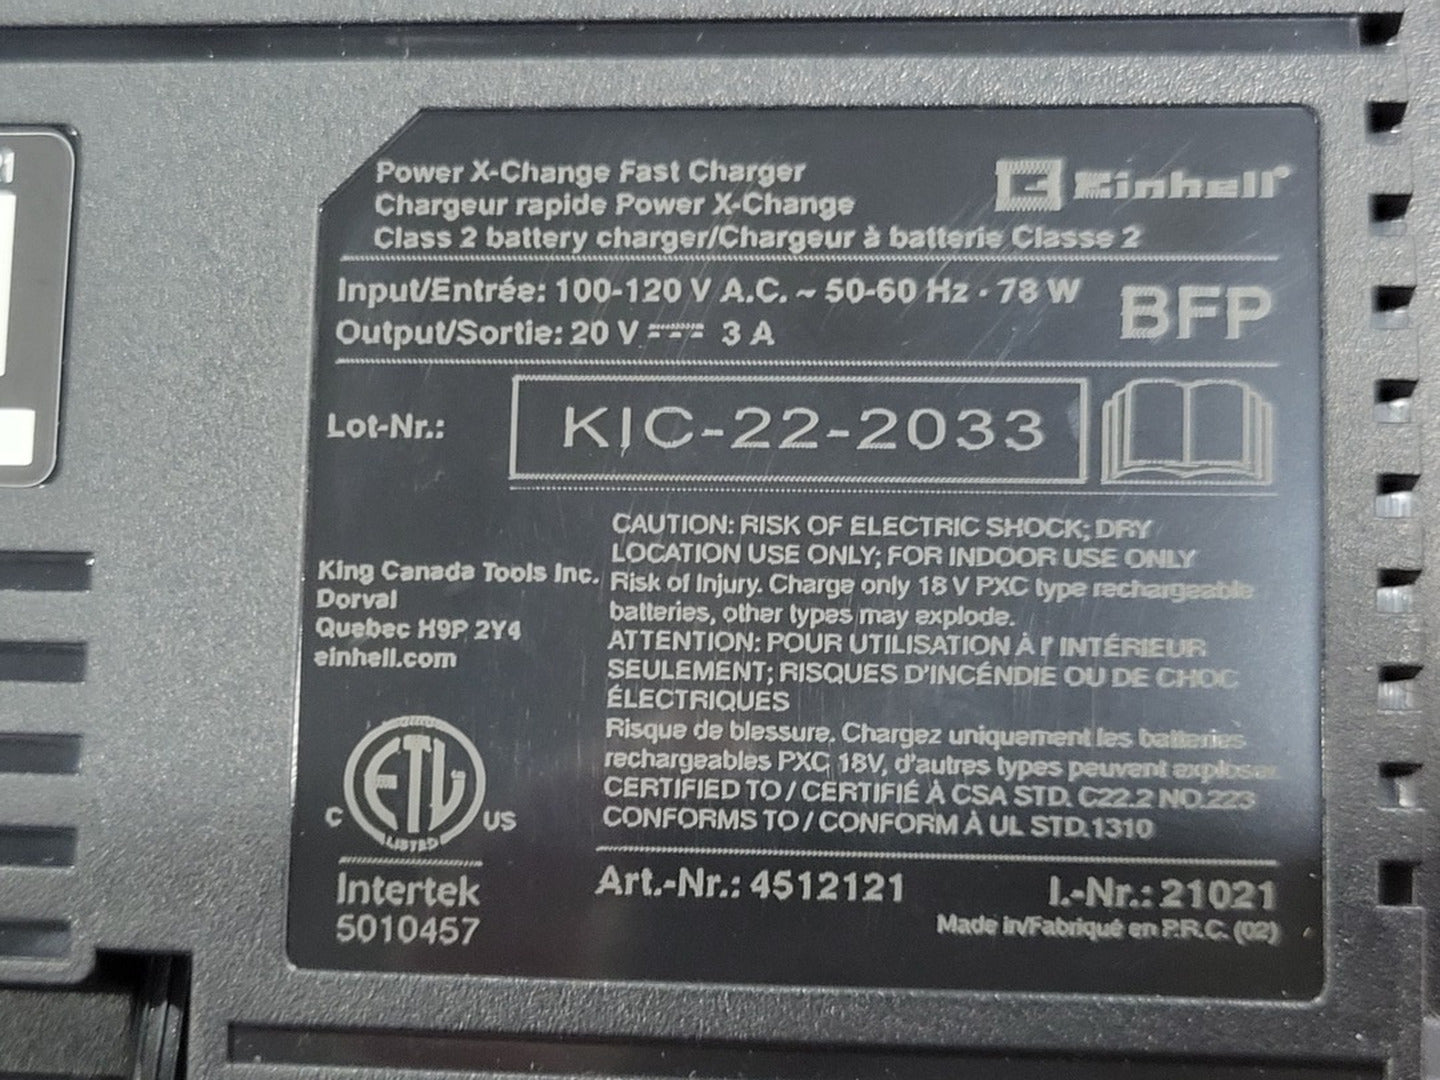 21
Power X-Change Fast Charger
Chargeur rapide Power X-Change
Class 2 battery charger/Chargeur à batterie Classe 2
Einhell®
Input/Entrée: 100-120 V A.C. ~ 50-60 Hz · 78 W
Output/Sortie: 20 V ⎓ 3 A
BFP
Lot-Nr.:
KIC-22-2033
King Canada Tools Inc.
Dorval
Quebec H9P 2Y4
einhell.com
CAUTION: RISK OF ELECTRIC SHOCK; DRY
LOCATION USE ONLY; FOR INDOOR USE ONLY
Risk of Injury. Charge only 18 V PXC type rechargeable
batteries, other types may explode.
ATTENTION: POUR UTILISATION À l' INTÉRIEUR
SEULEMENT; RISQUES D'INCÉNDIE OU DE CHOC
ÉLECTRIQUES
Risque de blessure. Chargez uniquement les batteries
rechargeables PXC 18V, d'autres types peuvent exploser
CERTIFIED TO / CERTIFIÉ À CSA STD. C22.2 NO.223
CONFORMS TO / CONFORM À UL STD.1310
ETL
C US
LISTED
Intertek
5010457
Art.-Nr.: 4512121
I.-Nr.: 21021
Made in/Fabriqué en P.R.C. (02)